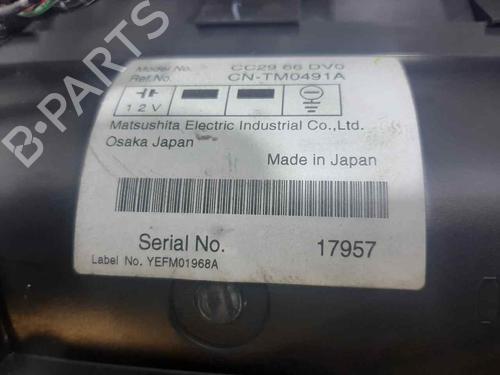 Model No. CC29 66 DV0
Ref.No. CN-TM0491A
12V
Matsushita Electric Industrial Co.,Ltd.
Osaka Japan
Made in Japan
Serial No. 17957
Label No. YEFM01968A
B-PARTS